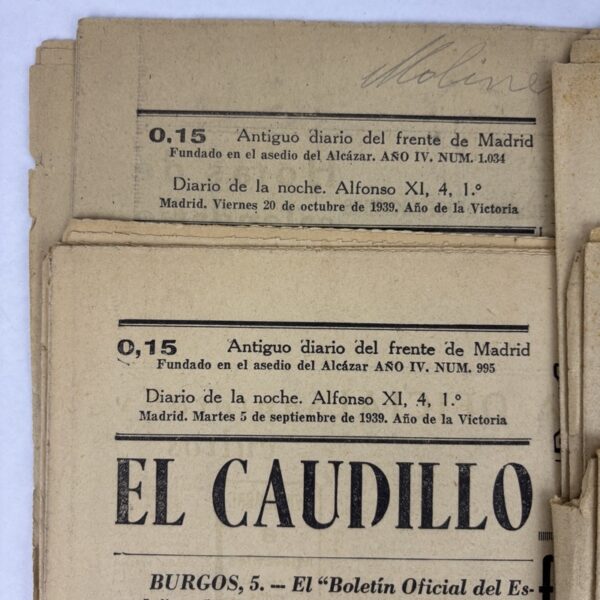 Moline
0,15 Antiguo diario del frente de Madrid
Fundado en el asedio del Alcázar. AÑO IV. NUM. 1.034
Diario de la noche. Alfonso XI, 4, 1.º
Madrid. Viernes 20 de octubre de 1939. Año de la Victoria
0,15 Antiguo diario del frente de Madrid
Fundado en el asedio del Alcázar AÑO IV. NUM. 995
Diario de la noche. Alfonso XI, 4, 1.º
Madrid. Martes 5 de septiembre de 1939. Año de la Victoria
EL CAUDILLO
BURGOS, 5. — El "Boletín Oficial del Es-